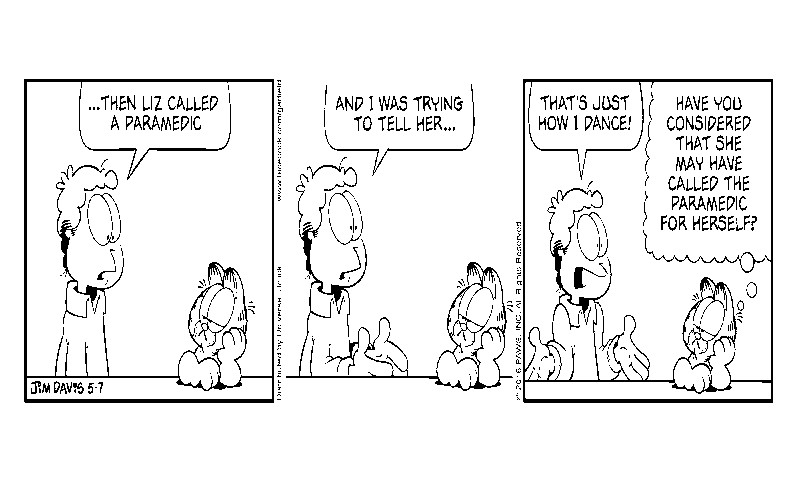 ...THEN LIZ CALLED
A PARAMEDIC
JIM DAVIS 5-7
AND I WAS TRYING
TO TELL HER...
THAT'S JUST
HOW I DANCE!
HAVE YOU
CONSIDERED
THAT SHE
MAY HAVE
CALLED THE
PARAMEDIC
FOR HERSELF?
PAWS, INC. All Rights Reserved